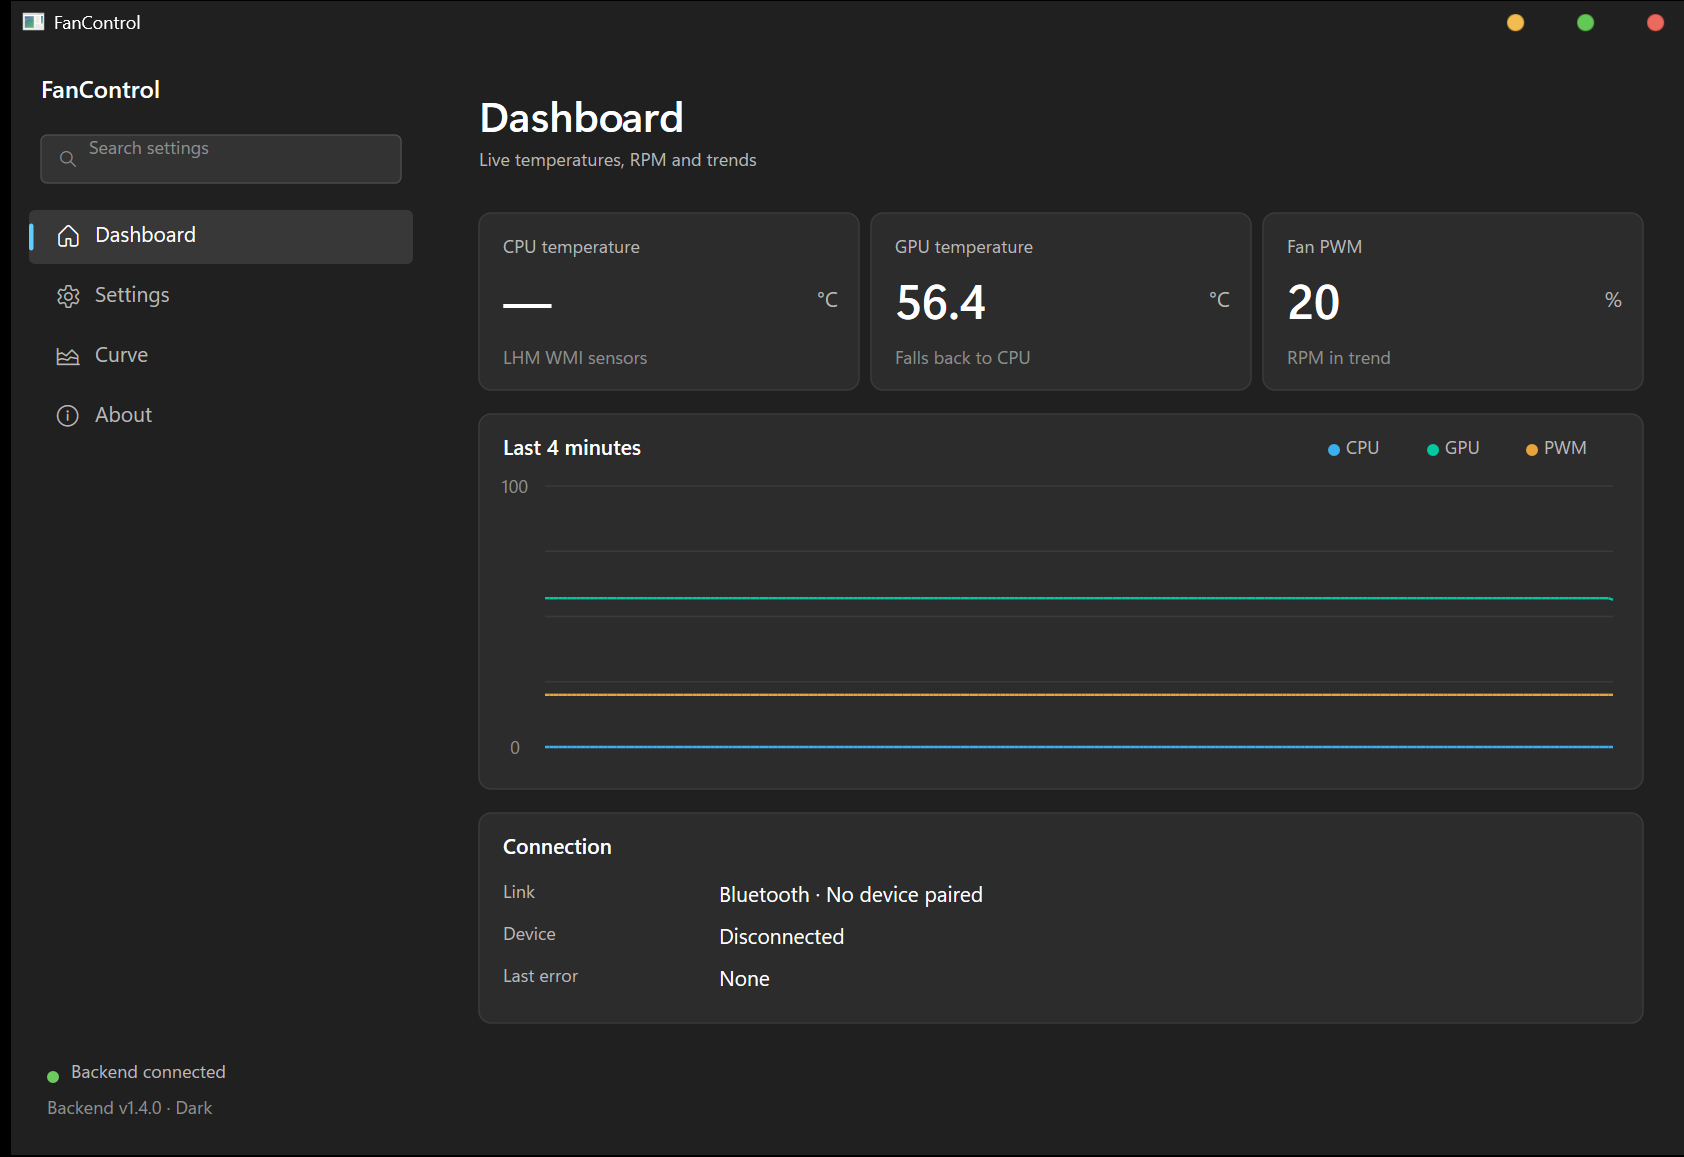 FanControl
FanControl
Search settings
Dashboard
Settings
Curve
About
Backend connected
Backend v1.4.0 · Dark
Dashboard
Live temperatures, RPM and trends
CPU temperature
— °C
LHM WMI sensors
GPU temperature
56.4 °C
Falls back to CPU
Fan PWM
20 %
RPM in trend
Last 4 minutes
CPU GPU PWM
100
0
Connection
Link Bluetooth · No device paired
Device Disconnected
Last error None